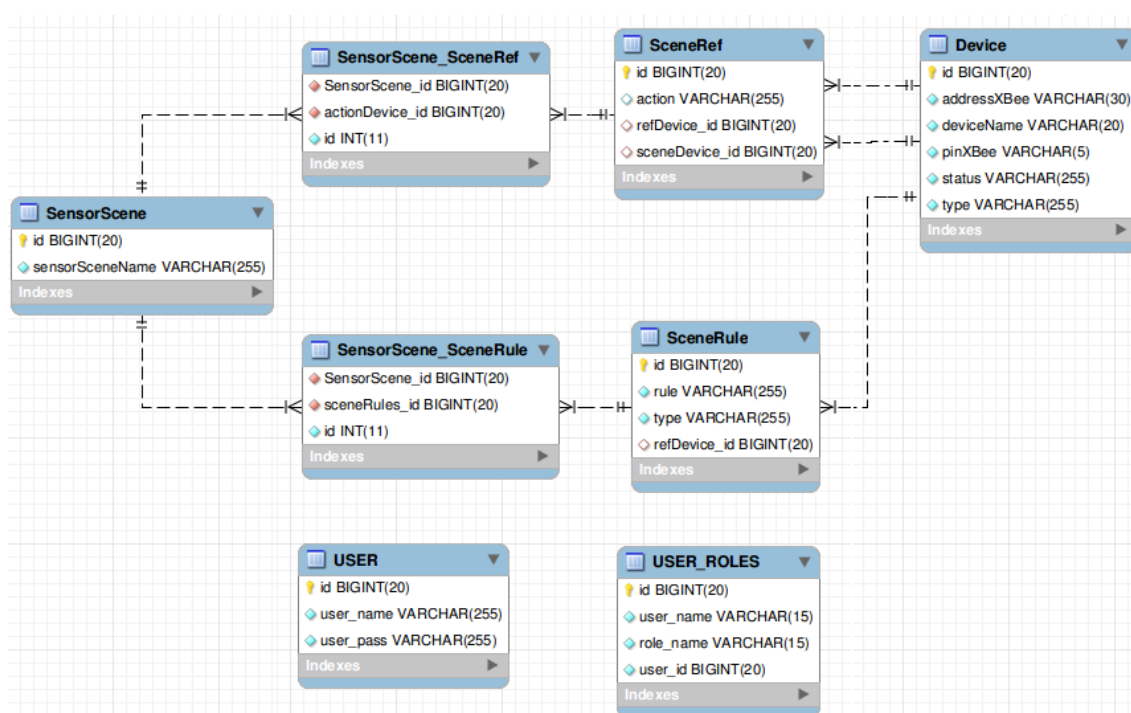 SensorScene_SceneRef
SensorScene_id BIGINT(20)
actionDevice_id BIGINT(20)
id INT(11)
Indexes
SceneRef
id BIGINT(20)
action VARCHAR(255)
refDevice_id BIGINT(20)
sceneDevice_id BIGINT(20)
Indexes
Device
id BIGINT(20)
addressXBee VARCHAR(30)
deviceName VARCHAR(20)
pinXBee VARCHAR(5)
status VARCHAR(255)
type VARCHAR(255)
Indexes
SensorScene
id BIGINT(20)
sensorSceneName VARCHAR(255)
Indexes
SensorScene_SceneRule
SensorScene_id BIGINT(20)
sceneRules_id BIGINT(20)
id INT(11)
Indexes
SceneRule
id BIGINT(20)
rule VARCHAR(255)
type VARCHAR(255)
refDevice_id BIGINT(20)
Indexes
USER
id BIGINT(20)
user_name VARCHAR(255)
user_pass VARCHAR(255)
Indexes
USER_ROLES
id BIGINT(20)
user_name VARCHAR(15)
role_name VARCHAR(15)
user_id BIGINT(20)
Indexes